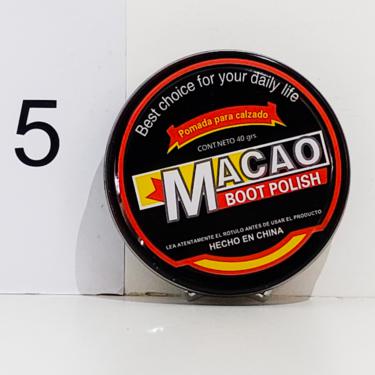 5
Best choice for your daily life
Pomada para calzado
CONT.NETO 40 grs.
MACAO
BOOT POLISH
LEA ATENTAMENTE EL ROTULO ANTES DE USAR EL PRODUCTO
HECHO EN CHINA